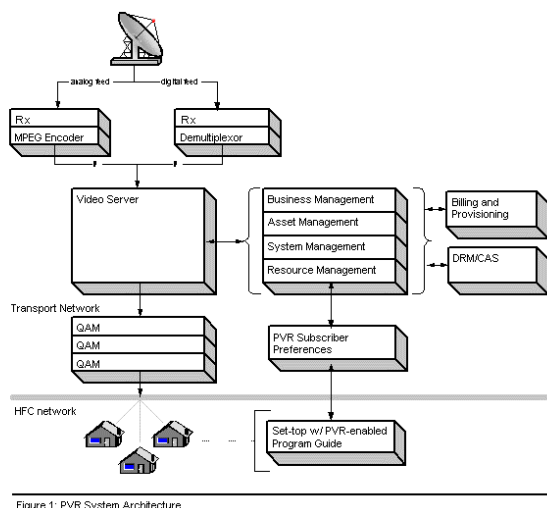 analog feed
digital feed
Rx
MPEG Encoder
Rx
Demultiplexor
IP
IP
Video Server
Business Management
Asset Management
System Management
Resource Management
Billing and
Provisioning
DRM/CAS
Transport Network
QAM
QAM
QAM
PVR Subscriber
Preferences
HFC network
Set-top w/ PVR-enabled
Program Guide
Figure 1: PVR System Architecture